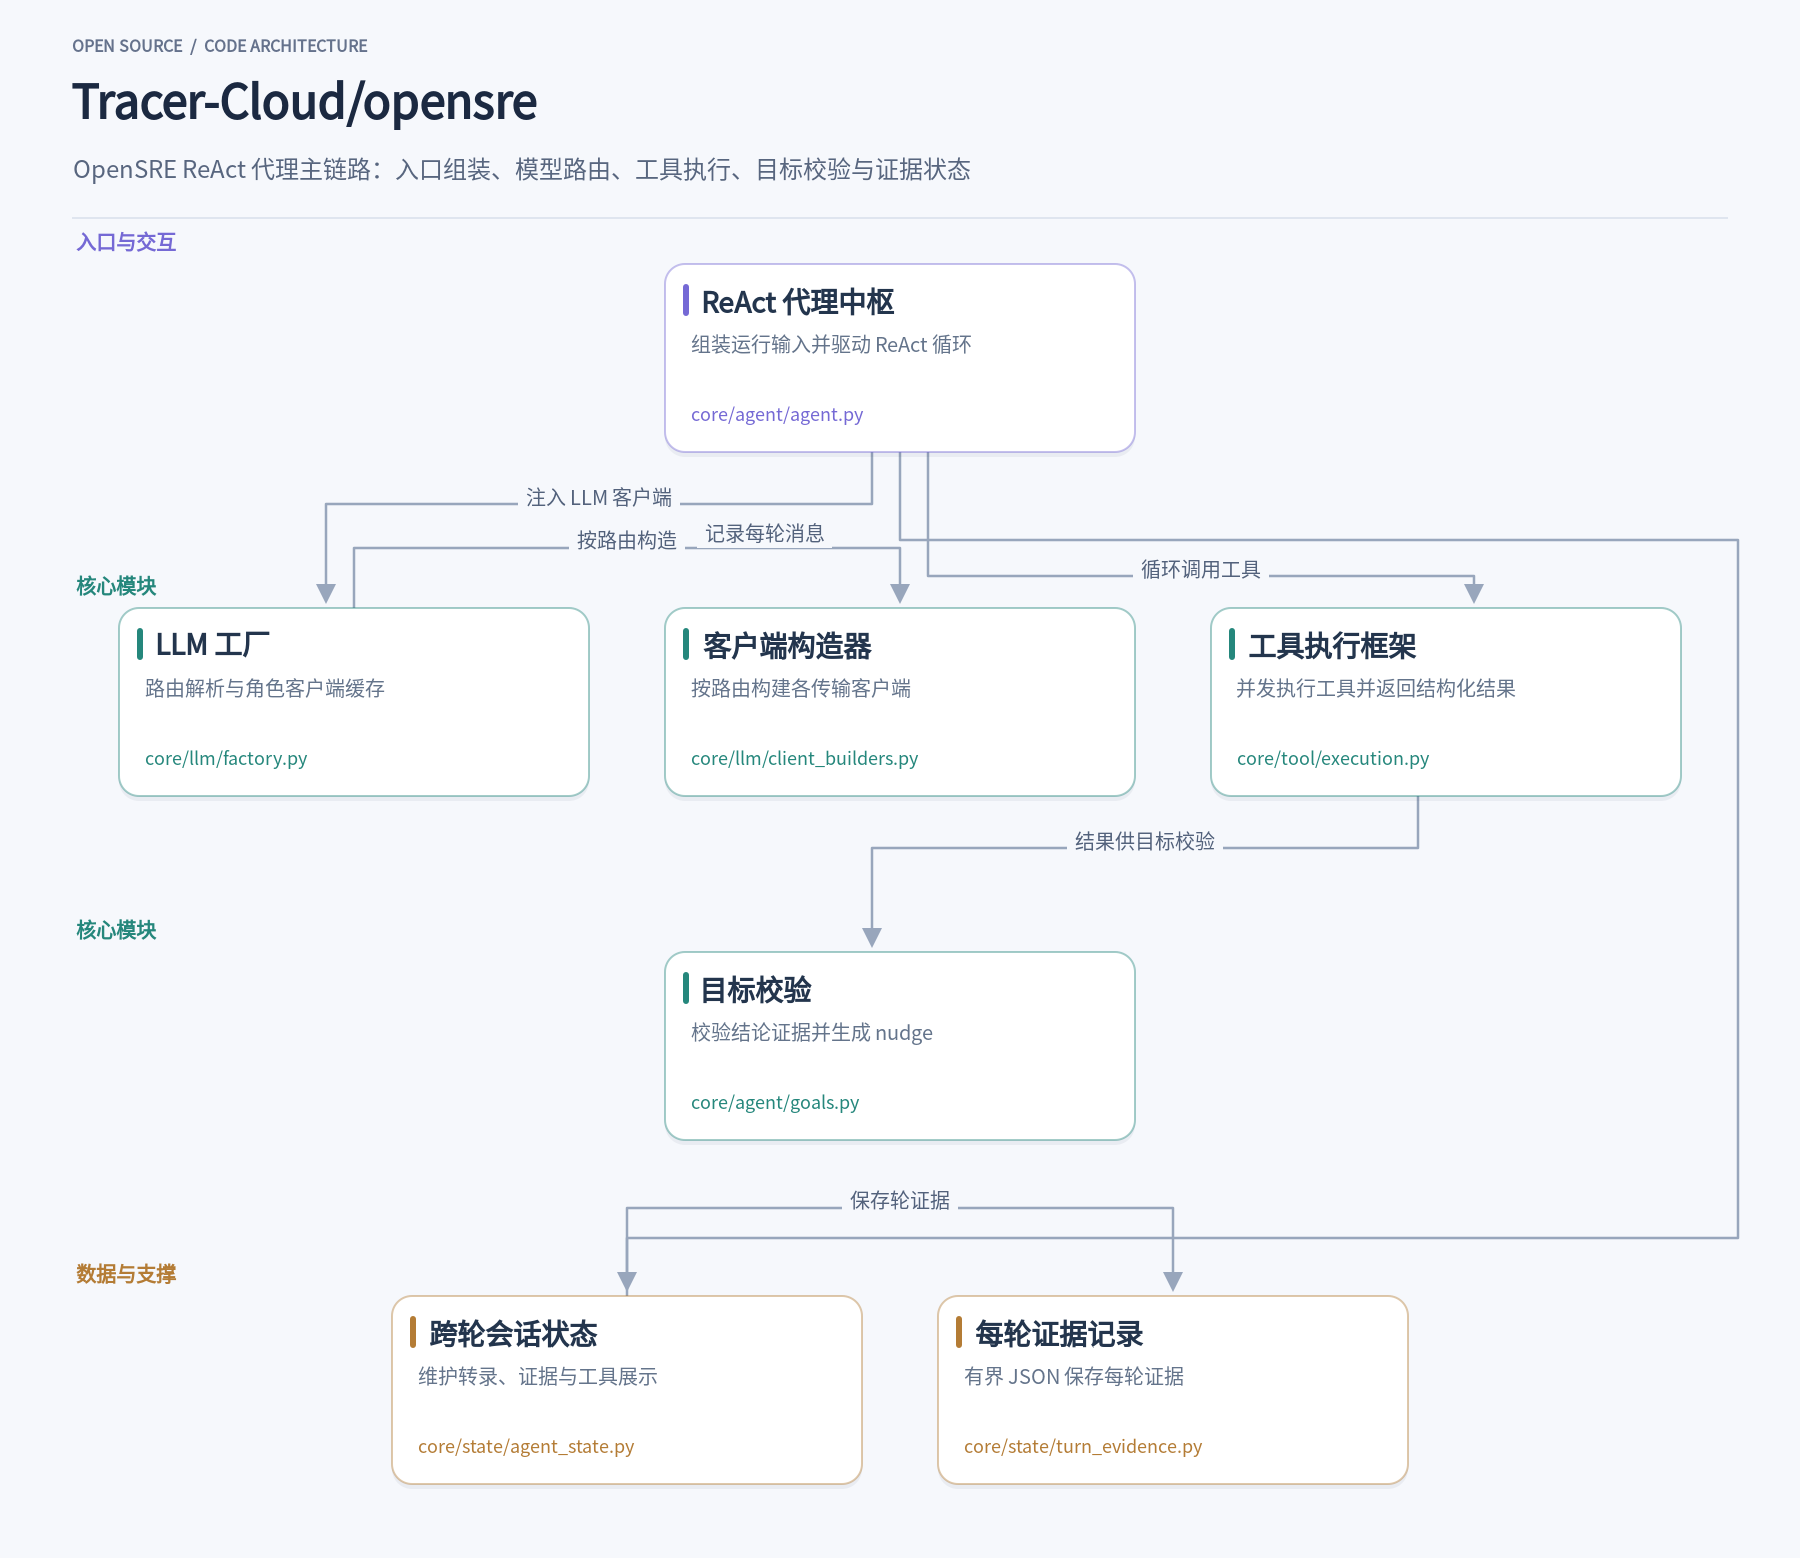 OPEN SOURCE / CODE ARCHITECTURE
Tracer-Cloud/opensre
OpenSRE ReAct 代理主链路：入口组装、模型路由、工具执行、目标校验与证据状态
入口与交互
ReAct 代理中枢
组装运行输入并驱动 ReAct 循环
core/agent/agent.py
注入 LLM 客户端
记录每轮消息
按路由构造
循环调用工具
核心模块
LLM 工厂
路由解析与角色客户端缓存
core/llm/factory.py
客户端构造器
按路由构建各传输客户端
core/llm/client_builders.py
工具执行框架
并发执行工具并返回结构化结果
core/tool/execution.py
结果供目标校验
核心模块
目标校验
校验结论证据并生成 nudge
core/agent/goals.py
保存轮证据
数据与支撑
跨轮会话状态
维护转录、证据与工具展示
core/state/agent_state.py
每轮证据记录
有界 JSON 保存每轮证据
core/state/turn_evidence.py